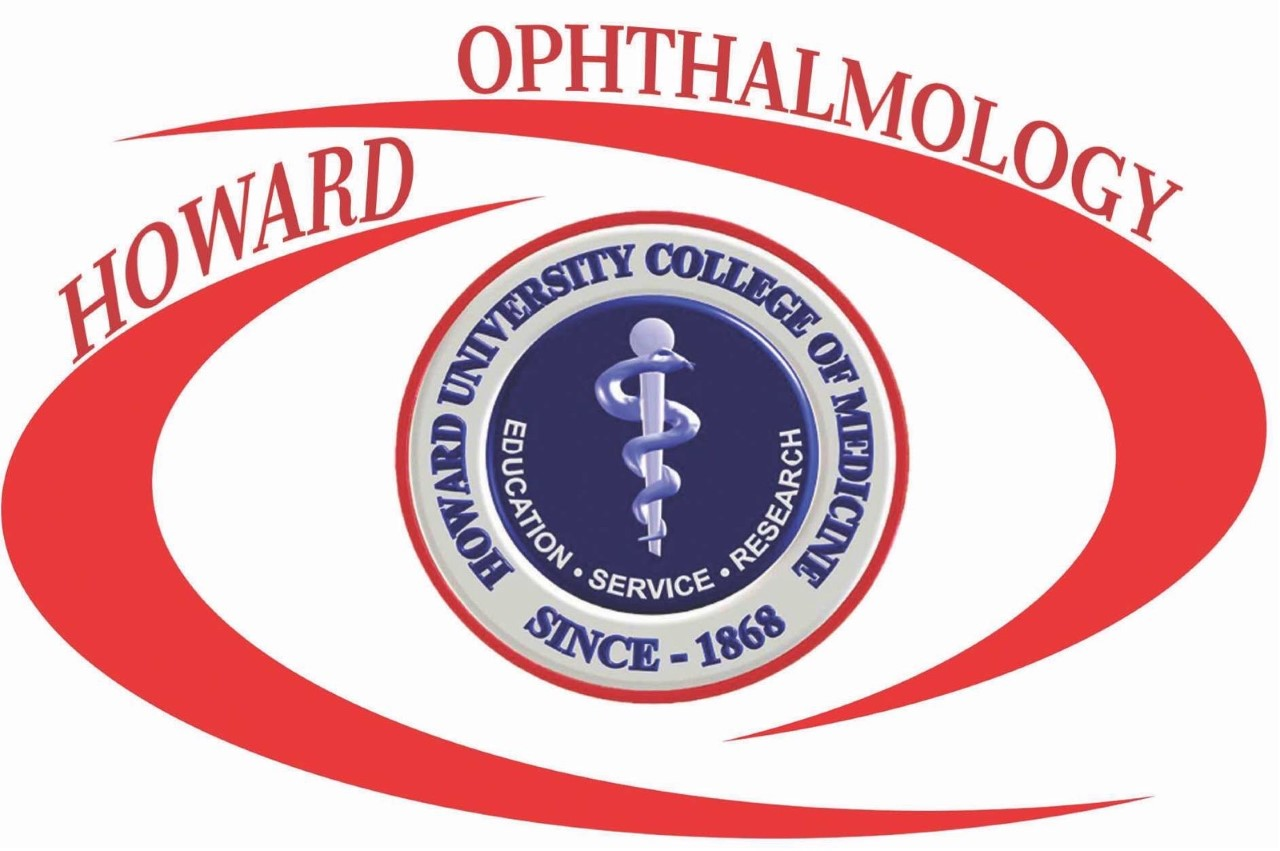 HOWARD
OPHTHALMOLOGY
HOWARD UNIVERSITY COLLEGE OF MEDICINE
EDUCATION • SERVICE • RESEARCH
SINCE - 1868